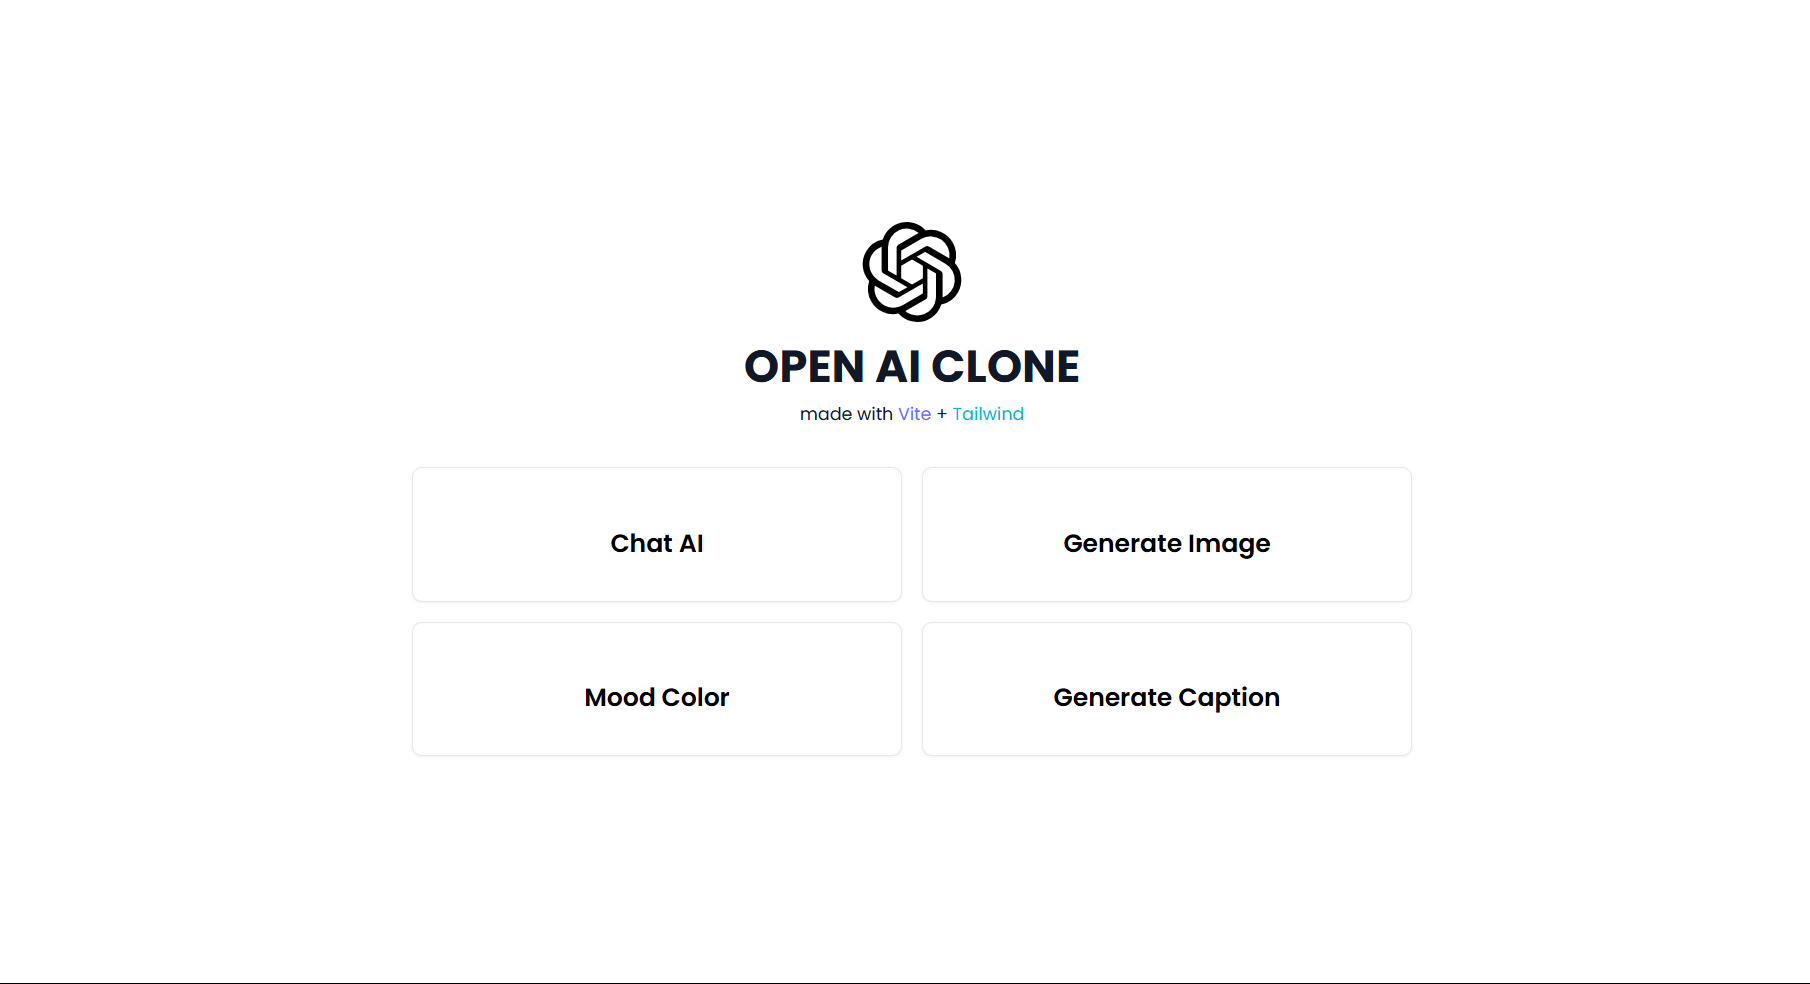 OPEN AI CLONE
made with Vite + Tailwind
Chat AI
Generate Image
Mood Color
Generate Caption